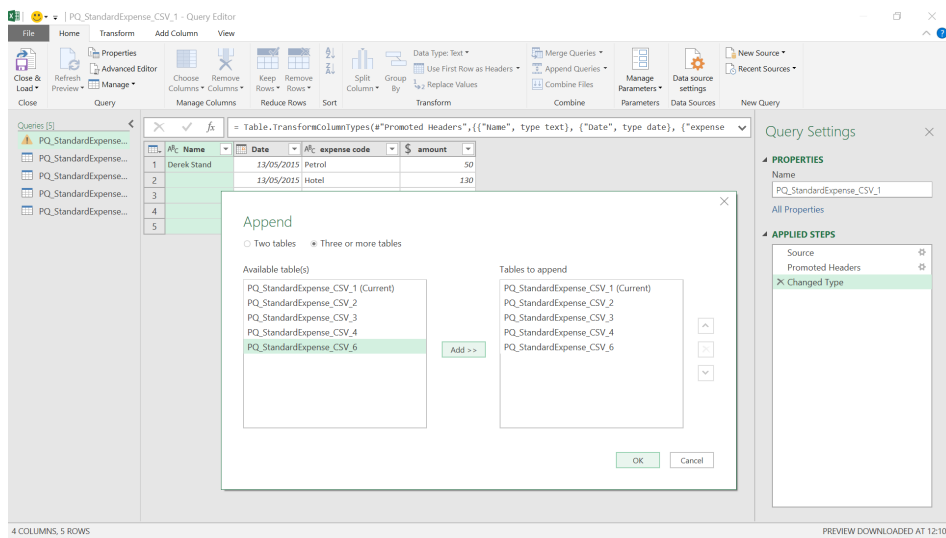 PQ_StandardExpense_CSV_1 - Query Editor
File Home Transform Add Column View
Close & Load
Close
Refresh Preview
Properties
Advanced Editor
Manage
Query
Choose Columns
Remove Columns
Manage Columns
Keep Rows
Remove Rows
Reduce Rows
Sort
Split Column
Group By
Data Type: Text
Use First Row as Headers
Replace Values
Transform
Merge Queries
Append Queries
Combine Files
Combine
Manage Parameters
Parameters
Data source settings
Data Sources
New Source
Recent Sources
New Query
Queries [5]
PQ_StandardExpense...
PQ_StandardExpense...
PQ_StandardExpense...
PQ_StandardExpense...
PQ_StandardExpense...
fx = Table.TransformColumnTypes(#"Promoted Headers",{{"Name", type text}, {"Date", type date}, {"expense
ABC Name Date ABC expense code $ amount
1 Derek Stand 13/05/2015 Petrol 50
2 13/05/2015 Hotel 130
3
4
5
Append
Two tables Three or more tables
Available table(s)
PQ_StandardExpense_CSV_1 (Current)
PQ_StandardExpense_CSV_2
PQ_StandardExpense_CSV_3
PQ_StandardExpense_CSV_4
PQ_StandardExpense_CSV_6
Add >>
Tables to append
PQ_StandardExpense_CSV_1 (Current)
PQ_StandardExpense_CSV_2
PQ_StandardExpense_CSV_3
PQ_StandardExpense_CSV_4
PQ_StandardExpense_CSV_6
OK Cancel
Query Settings
PROPERTIES
Name
PQ_StandardExpense_CSV_1
All Properties
APPLIED STEPS
Source
Promoted Headers
Changed Type
4 COLUMNS, 5 ROWS
PREVIEW DOWNLOADED AT 12:10